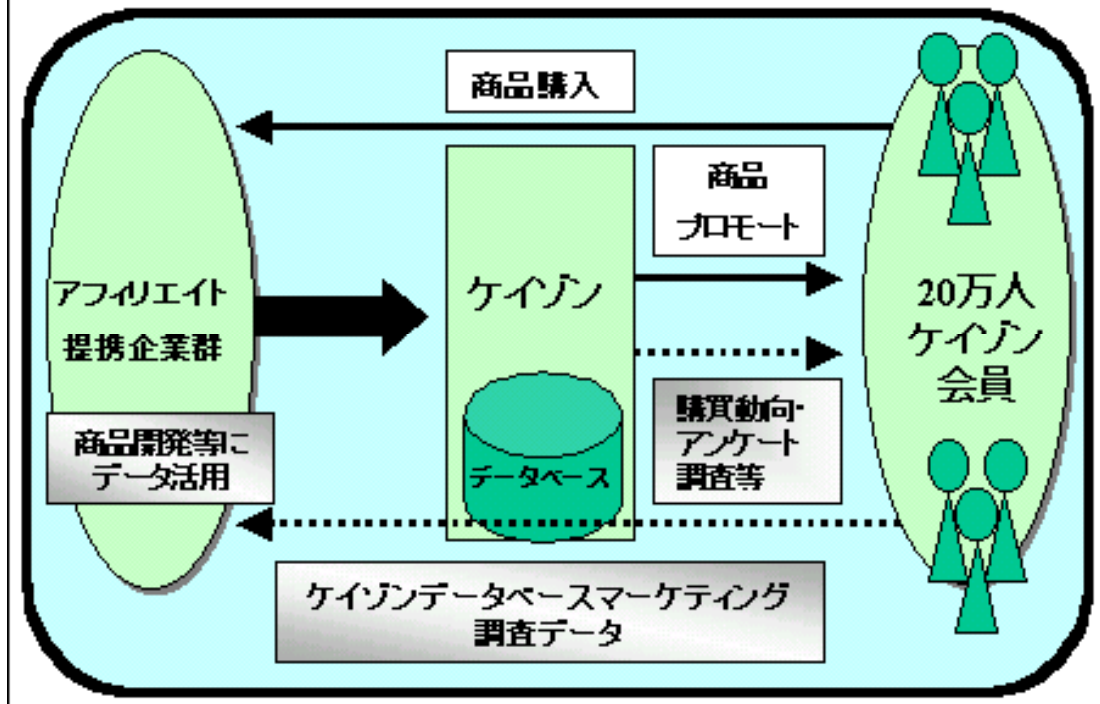 商品購入
商品
プロモート
アフィリエイト
提携企業群
ケイゾン
20万人
ケイゾン
会員
商品開発等に
データ活用
データベース
購買動向・
アンケート
調査等
ケイゾンデータベースマーケティング
調査データ